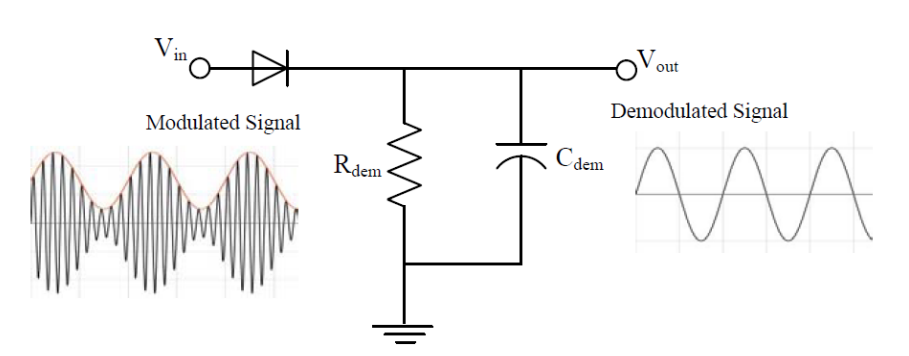 Vin
Vout
Modulated Signal
Demodulated Signal
Rdem
Cdem